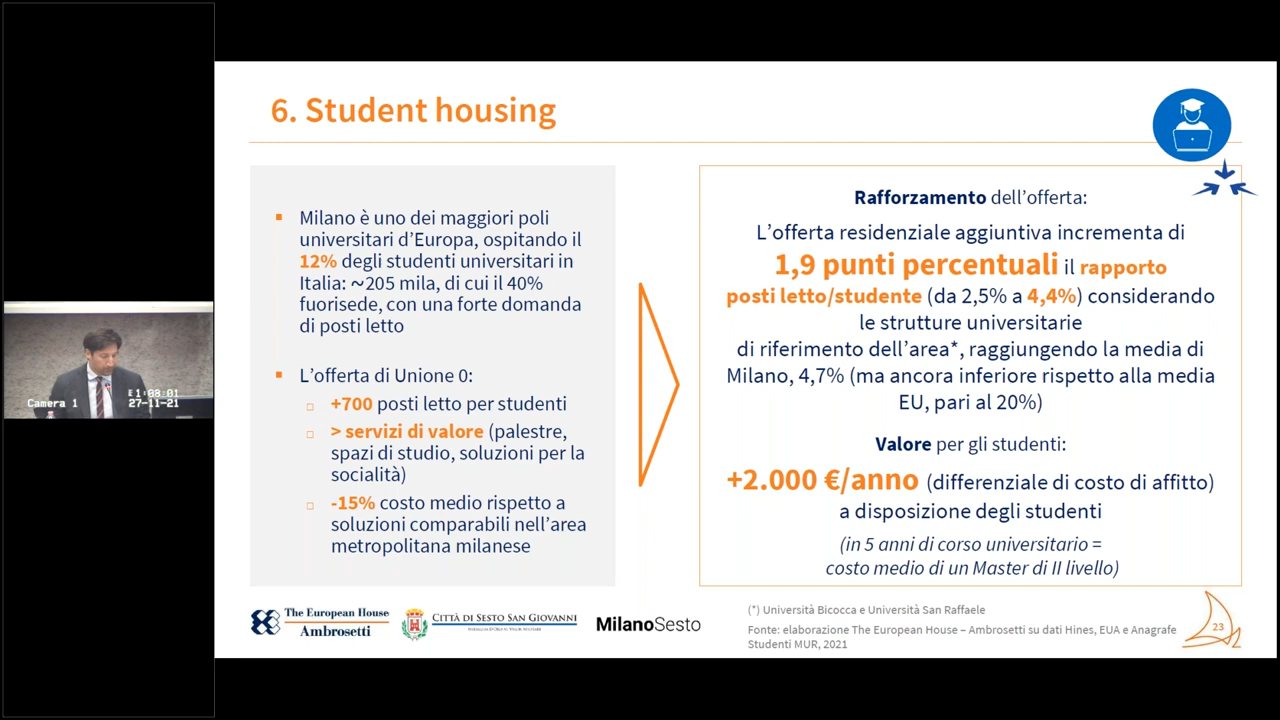 6. Student housing
Milano è uno dei maggiori poli
universitari d’Europa, ospitando il
12% degli studenti universitari in
Italia: ~205 mila, di cui il 40%
fuorisede, con una forte domanda
di posti letto
L’offerta di Unione 0:
+700 posti letto per studenti
> servizi di valore (palestre,
spazi di studio, soluzioni per la
socialità)
-15% costo medio rispetto a
soluzioni comparabili nell’area
metropolitana milanese
Rafforzamento dell’offerta:
L’offerta residenziale aggiuntiva incrementa di
1,9 punti percentuali il rapporto
posti letto/studente (da 2,5% a 4,4%) considerando
le strutture universitarie
di riferimento dell’area*, raggiungendo la media di
Milano, 4,7% (ma ancora inferiore rispetto alla media
EU, pari al 20%)
Valore per gli studenti:
+2.000 €/anno (differenziale di costo di affitto)
a disposizione degli studenti
(in 5 anni di corso universitario =
costo medio di un Master di II livello)
The European House
Ambrosetti
CITTÀ DI SESTO SAN GIOVANNI
MilanoSesto
(*) Università Bicocca e Università San Raffaele
Fonte: elaborazione The European House – Ambrosetti su dati Hines, EUA e Anagrafe
Studenti MUR, 2021
23
Camera 1
27-11-21